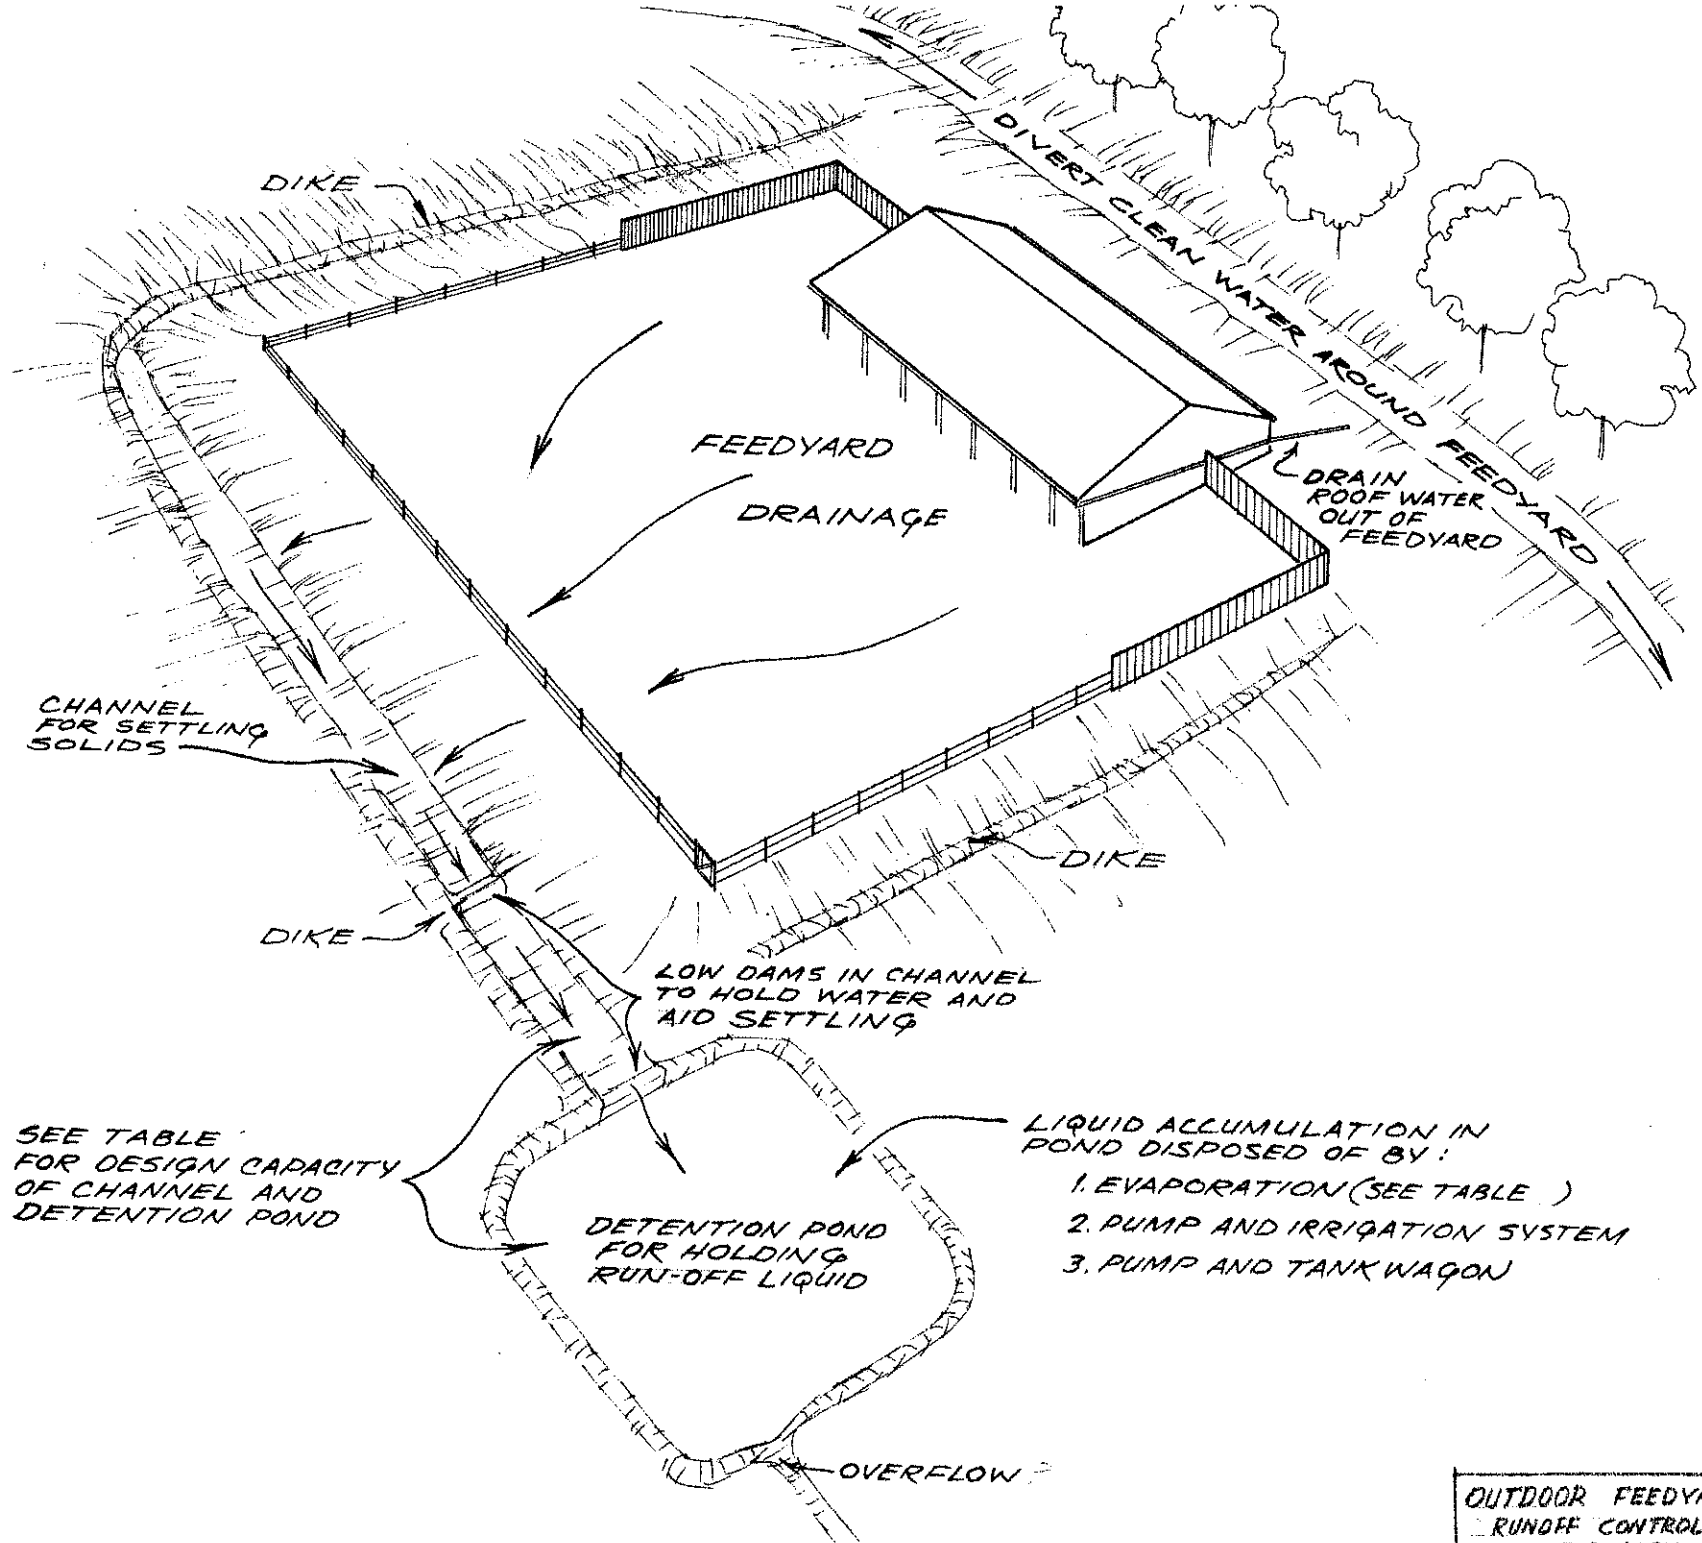 DIVERT CLEAN WATER AROUND FEEDYARD
DIKE
FEEDYARD
DRAINAGE
DRAIN
ROOF WATER
OUT OF
FEEDYARD
CHANNEL
FOR SETTLING
SOLIDS
DIKE
DIKE
LOW DAMS IN CHANNEL
TO HOLD WATER AND
AID SETTLING
SEE TABLE
FOR DESIGN CAPACITY
OF CHANNEL AND
DETENTION POND
LIQUID ACCUMULATION IN
POND DISPOSED OF BY:
1. EVAPORATION (SEE TABLE )
2. PUMP AND IRRIGATION SYSTEM
3. PUMP AND TANK WAGON
DETENTION POND
FOR HOLDING
RUN-OFF LIQUID
OVERFLOW
OUTDOOR
RUNOFF CONTROL